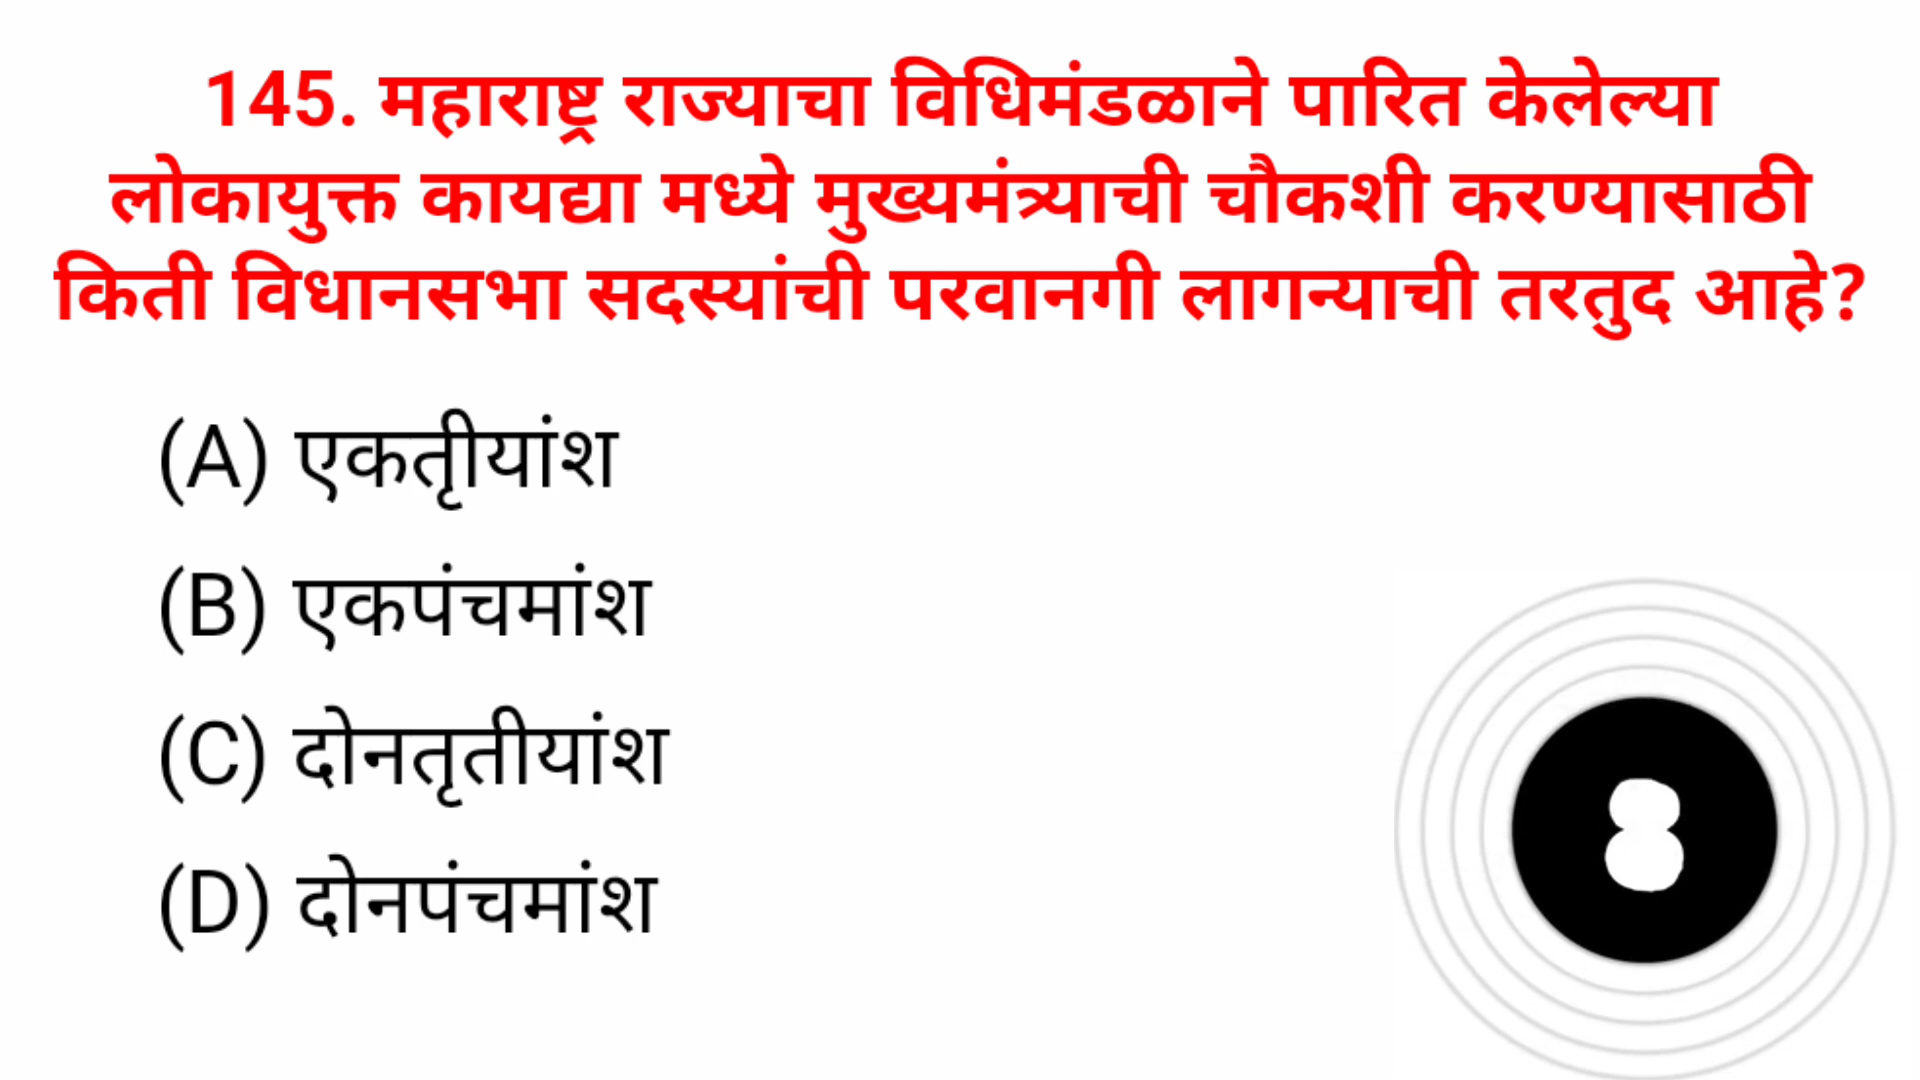 145. महाराष्ट्र राज्याचा विधिमंडळाने पारित केलेल्या
लोकायुक्त कायद्या मध्ये मुख्यमंत्र्याची चौकशी करण्यासाठी
किती विधानसभा सदस्यांची परवानगी लागन्याची तरतुद आहे?
(A) एकतृीयांश
(B) एकपंचमांश
(C) दोनतृतीयांश
(D) दोनपंचमांश
8